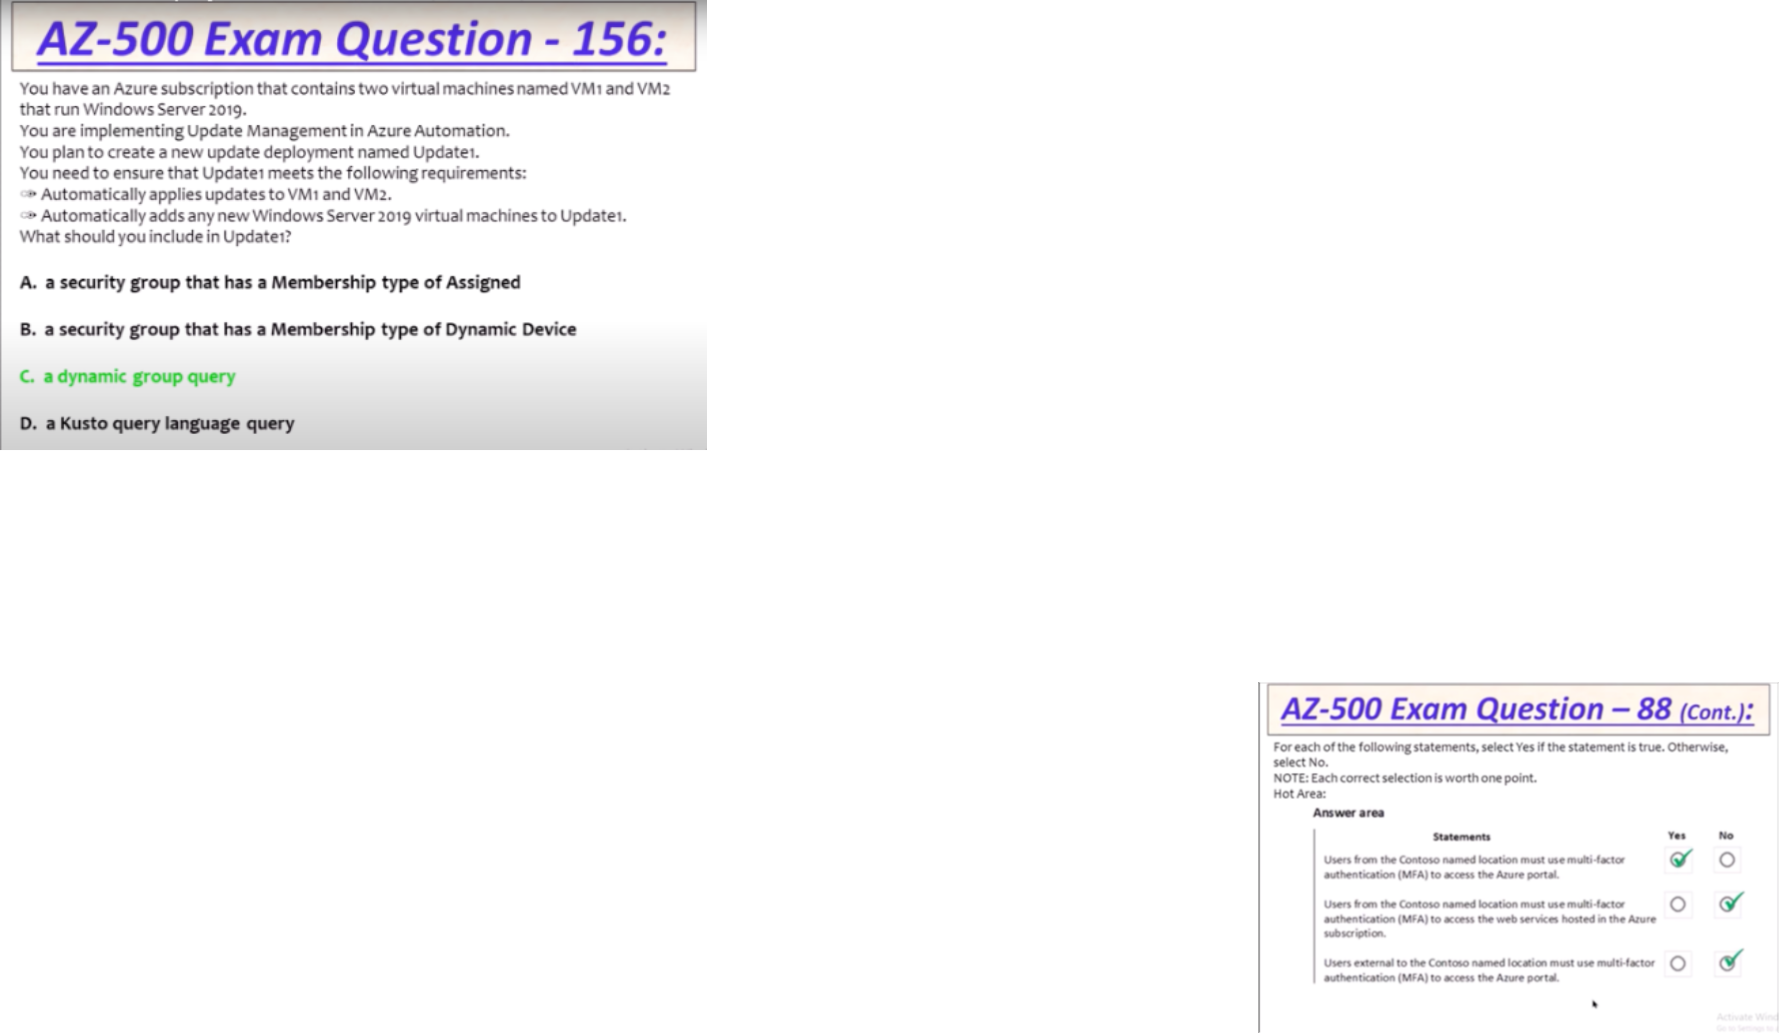 AZ-500 Exam Question - 156:
You have an Azure subscription that contains two virtual machines named VM1 and VM2
that run Windows Server 2019.
You are implementing Update Management in Azure Automation.
You plan to create a new update deployment named Update1.
You need to ensure that Update1 meets the following requirements:
Automatically applies updates to VM1 and VM2.
Automatically adds any new Windows Server 2019 virtual machines to Update1.
What should you include in Update1?
A. a security group that has a Membership type of Assigned
B. a security group that has a Membership type of Dynamic Device
C. a dynamic group query
D. a Kusto query language query
AZ-500 Exam Question – 88 (Cont.):
For each of the following statements, select Yes if the statement is true. Otherwise,
select No.
NOTE: Each correct selection is worth one point.
Hot Area:
Answer area
Statements Yes No
Users from the Contoso named location must use multi-factor
authentication (MFA) to access the Azure portal.
Users from the Contoso named location must use multi-factor
authentication (MFA) to access the web services hosted in the Azure
subscription.
Users external to the Contoso named location must use multi-factor
authentication (MFA) to access the Azure portal.
Activate Wind
Go to Settings to